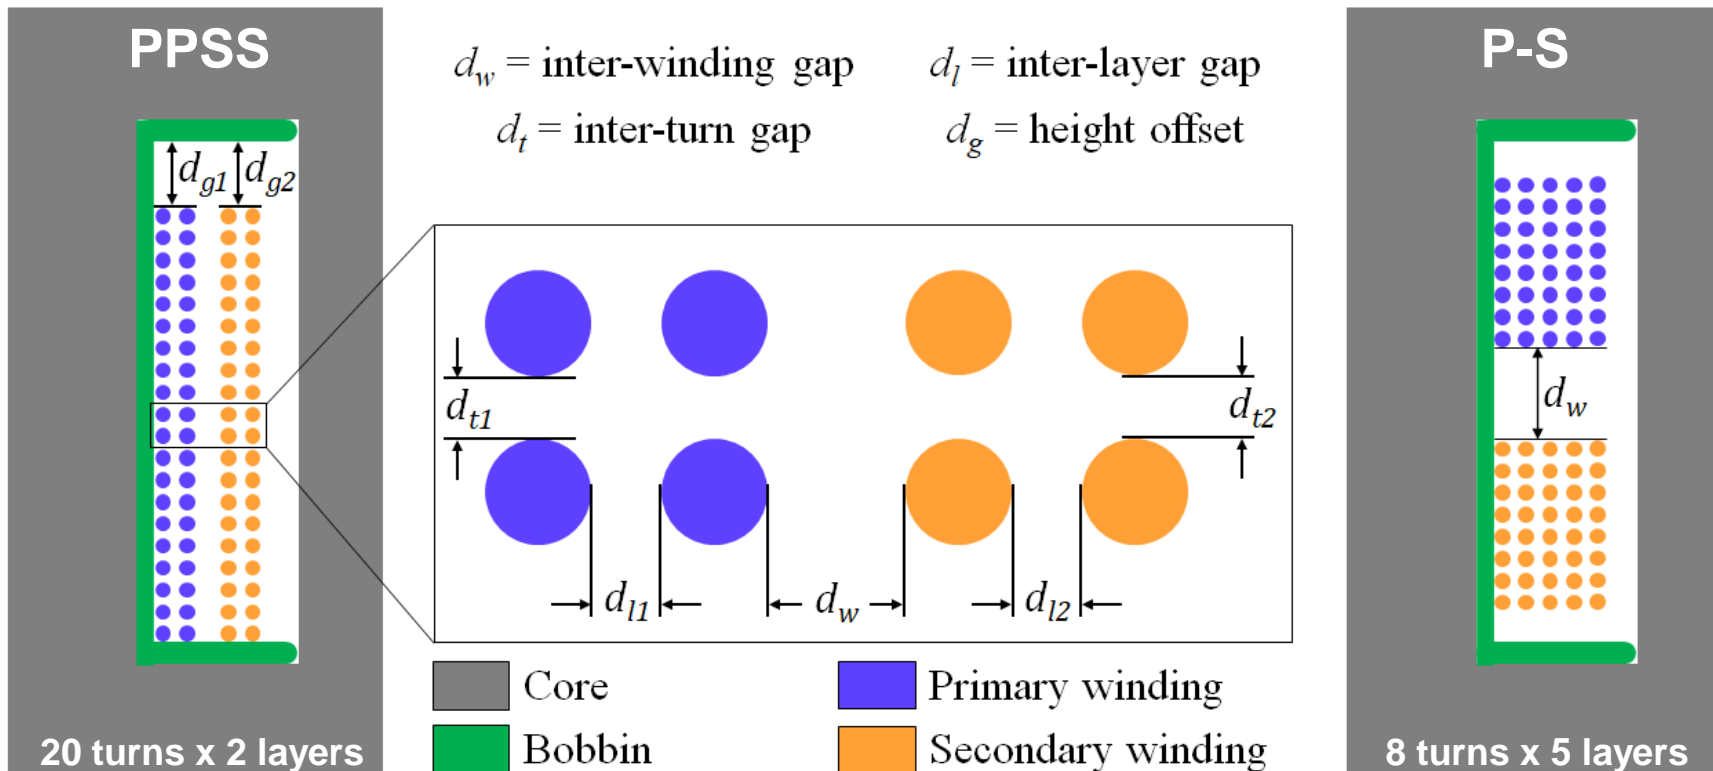 PPSS
P-S
d_w = inter-winding gap
d_l = inter-layer gap
d_t = inter-turn gap
d_g = height offset
d_g1
d_g2
d_t1
d_t2
d_l1
d_w
d_l2
d_w
Core
Primary winding
Bobbin
Secondary winding
20 turns x 2 layers
8 turns x 5 layers